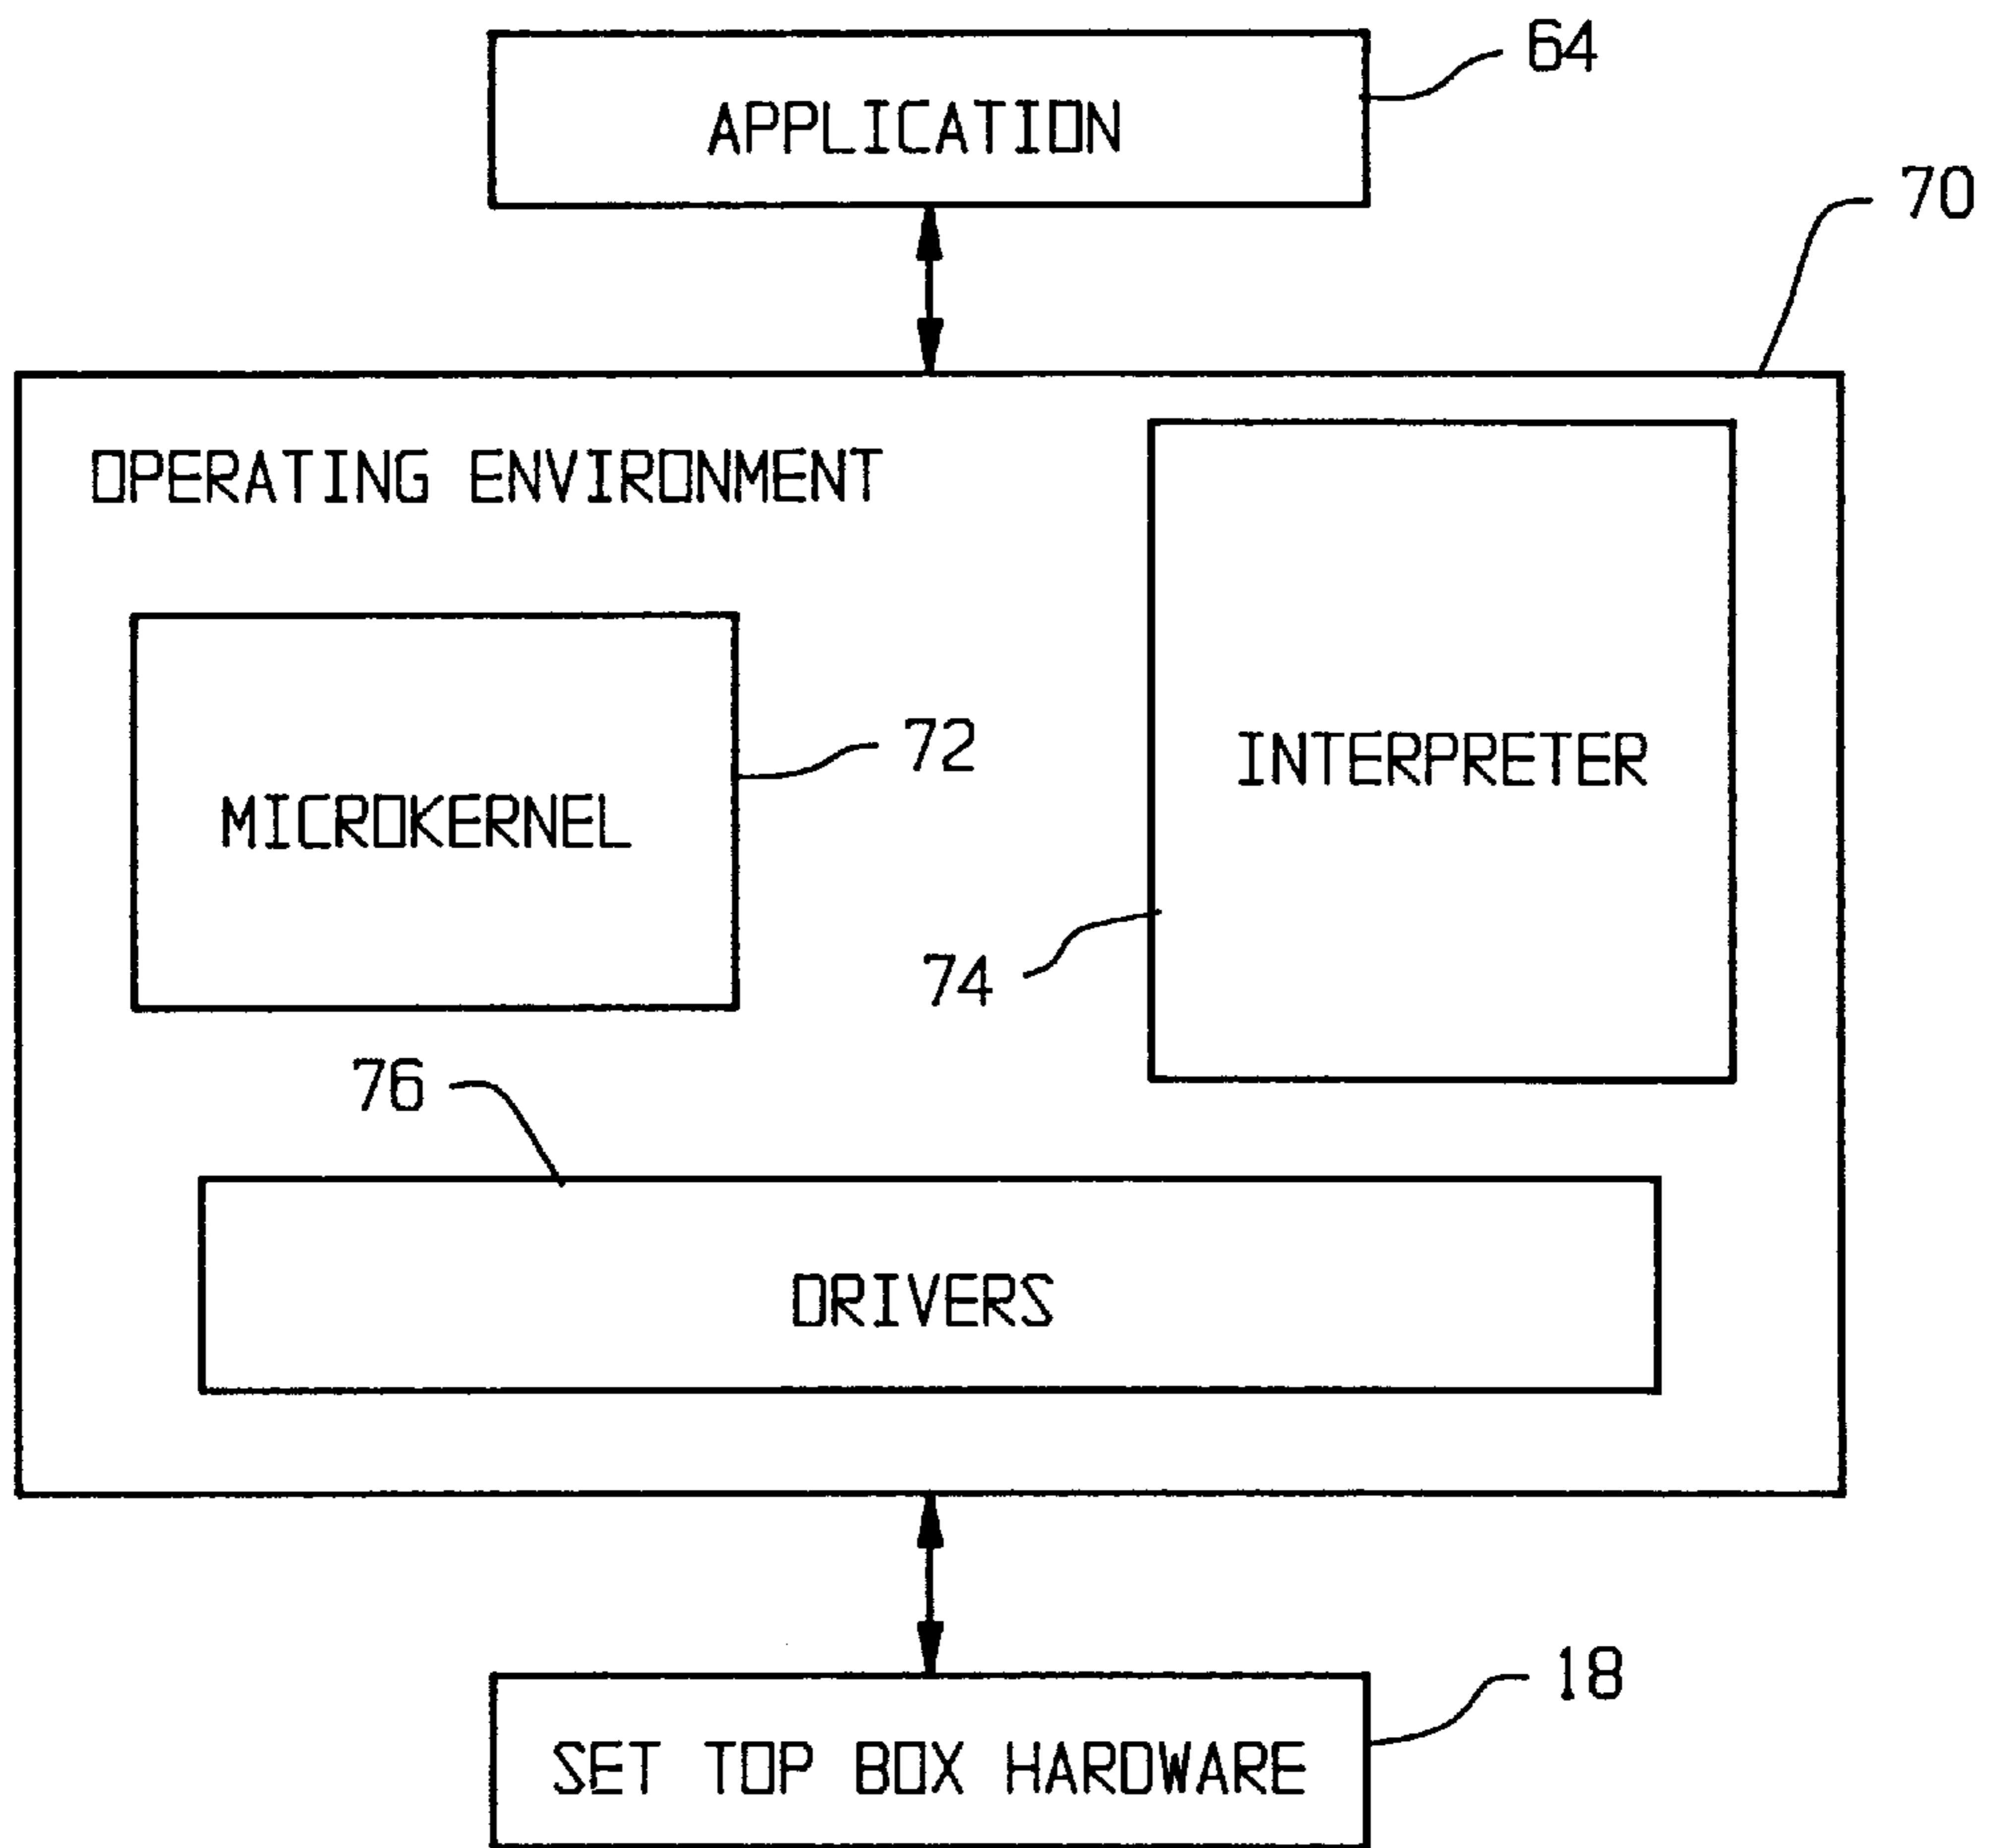 64
APPLICATION
70
OPERATING ENVIRONMENT
72
INTERPRETER
MICROKERNEL
74
76
DRIVERS
18
SET TOP BOX HARDWARE